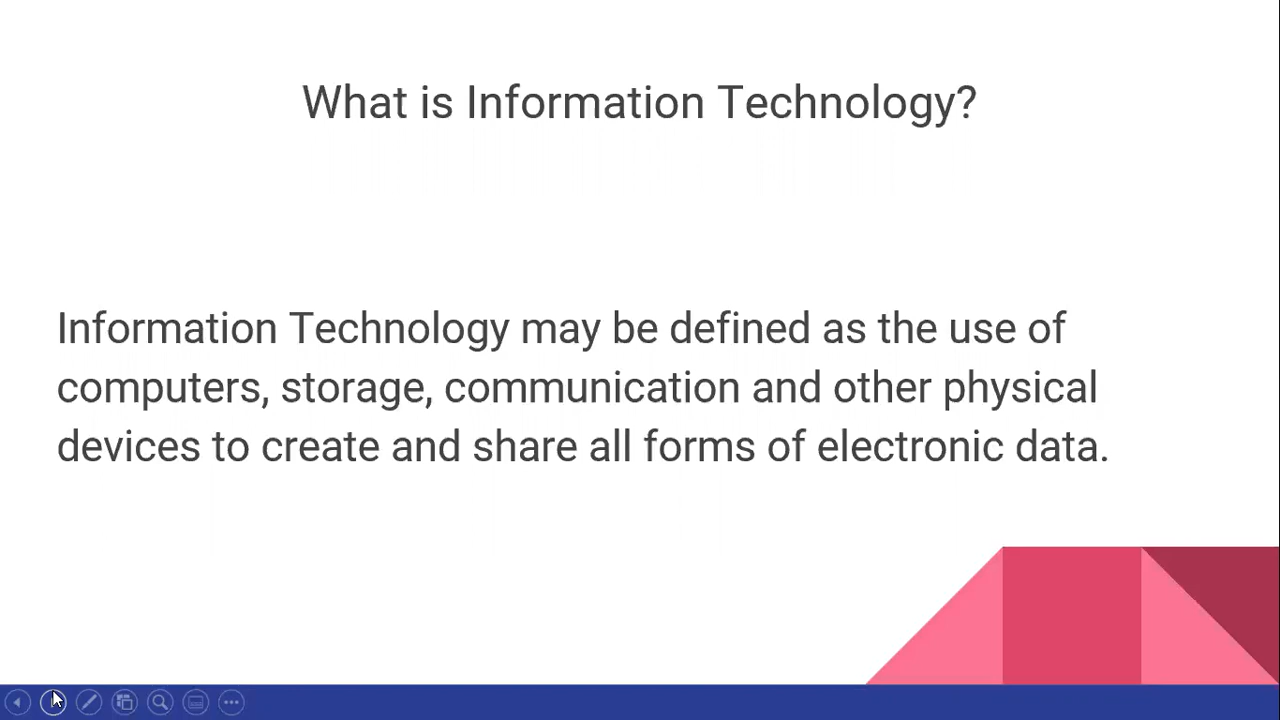 What is Information Technology?
Information Technology may be defined as the use of
computers, storage, communication and other physical
devices to create and share all forms of electronic data.